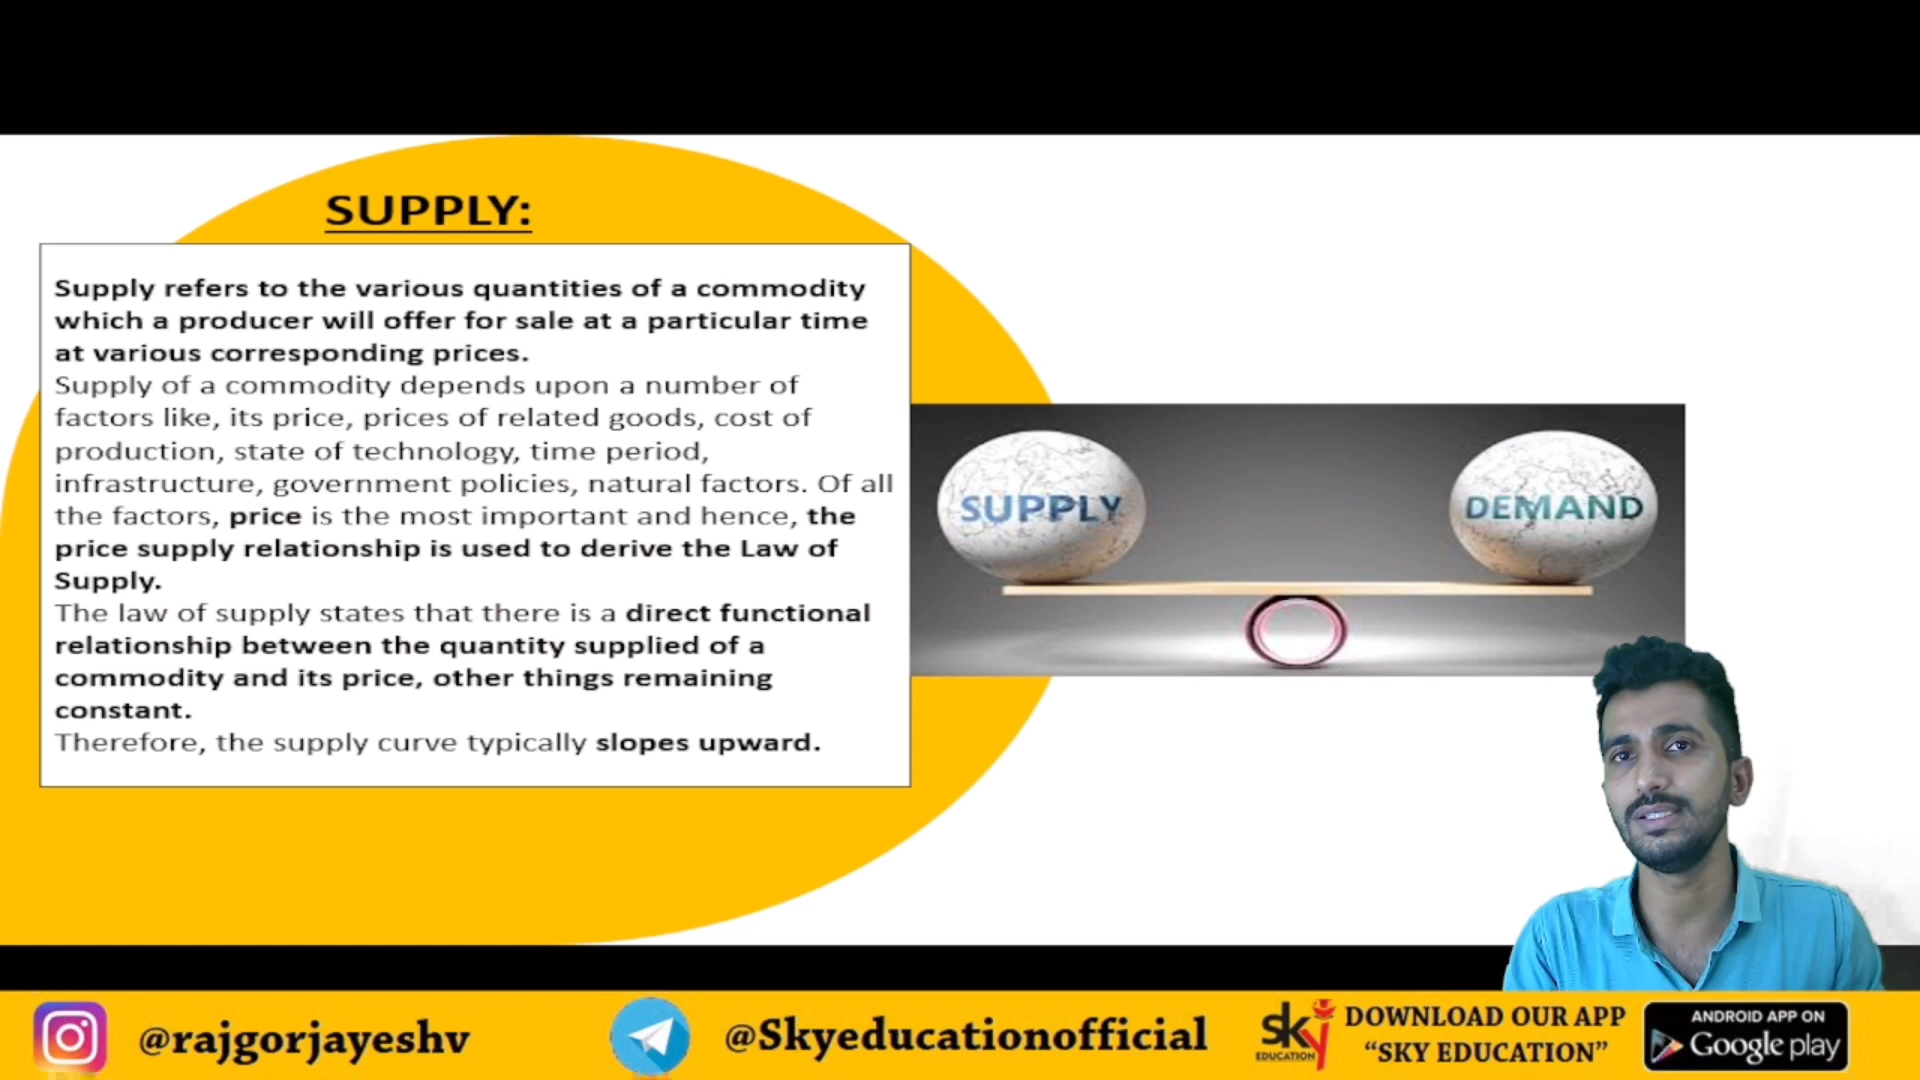 SUPPLY:
Supply refers to the various quantities of a commodity
which a producer will offer for sale at a particular time
at various corresponding prices.
Supply of a commodity depends upon a number of
factors like, its price, prices of related goods, cost of
production, state of technology, time period,
infrastructure, government policies, natural factors. Of all
the factors, price is the most important and hence, the
price supply relationship is used to derive the Law of
Supply.
The law of supply states that there is a direct functional
relationship between the quantity supplied of a
commodity and its price, other things remaining
constant.
Therefore, the supply curve typically slopes upward.
SUPPLY
DEMAND
@rajgorjayeshv
@Skyeducationofficial
sky
EDUCATION
DOWNLOAD OUR APP
“SKY EDUCATION”
ANDROID APP ON
Google play